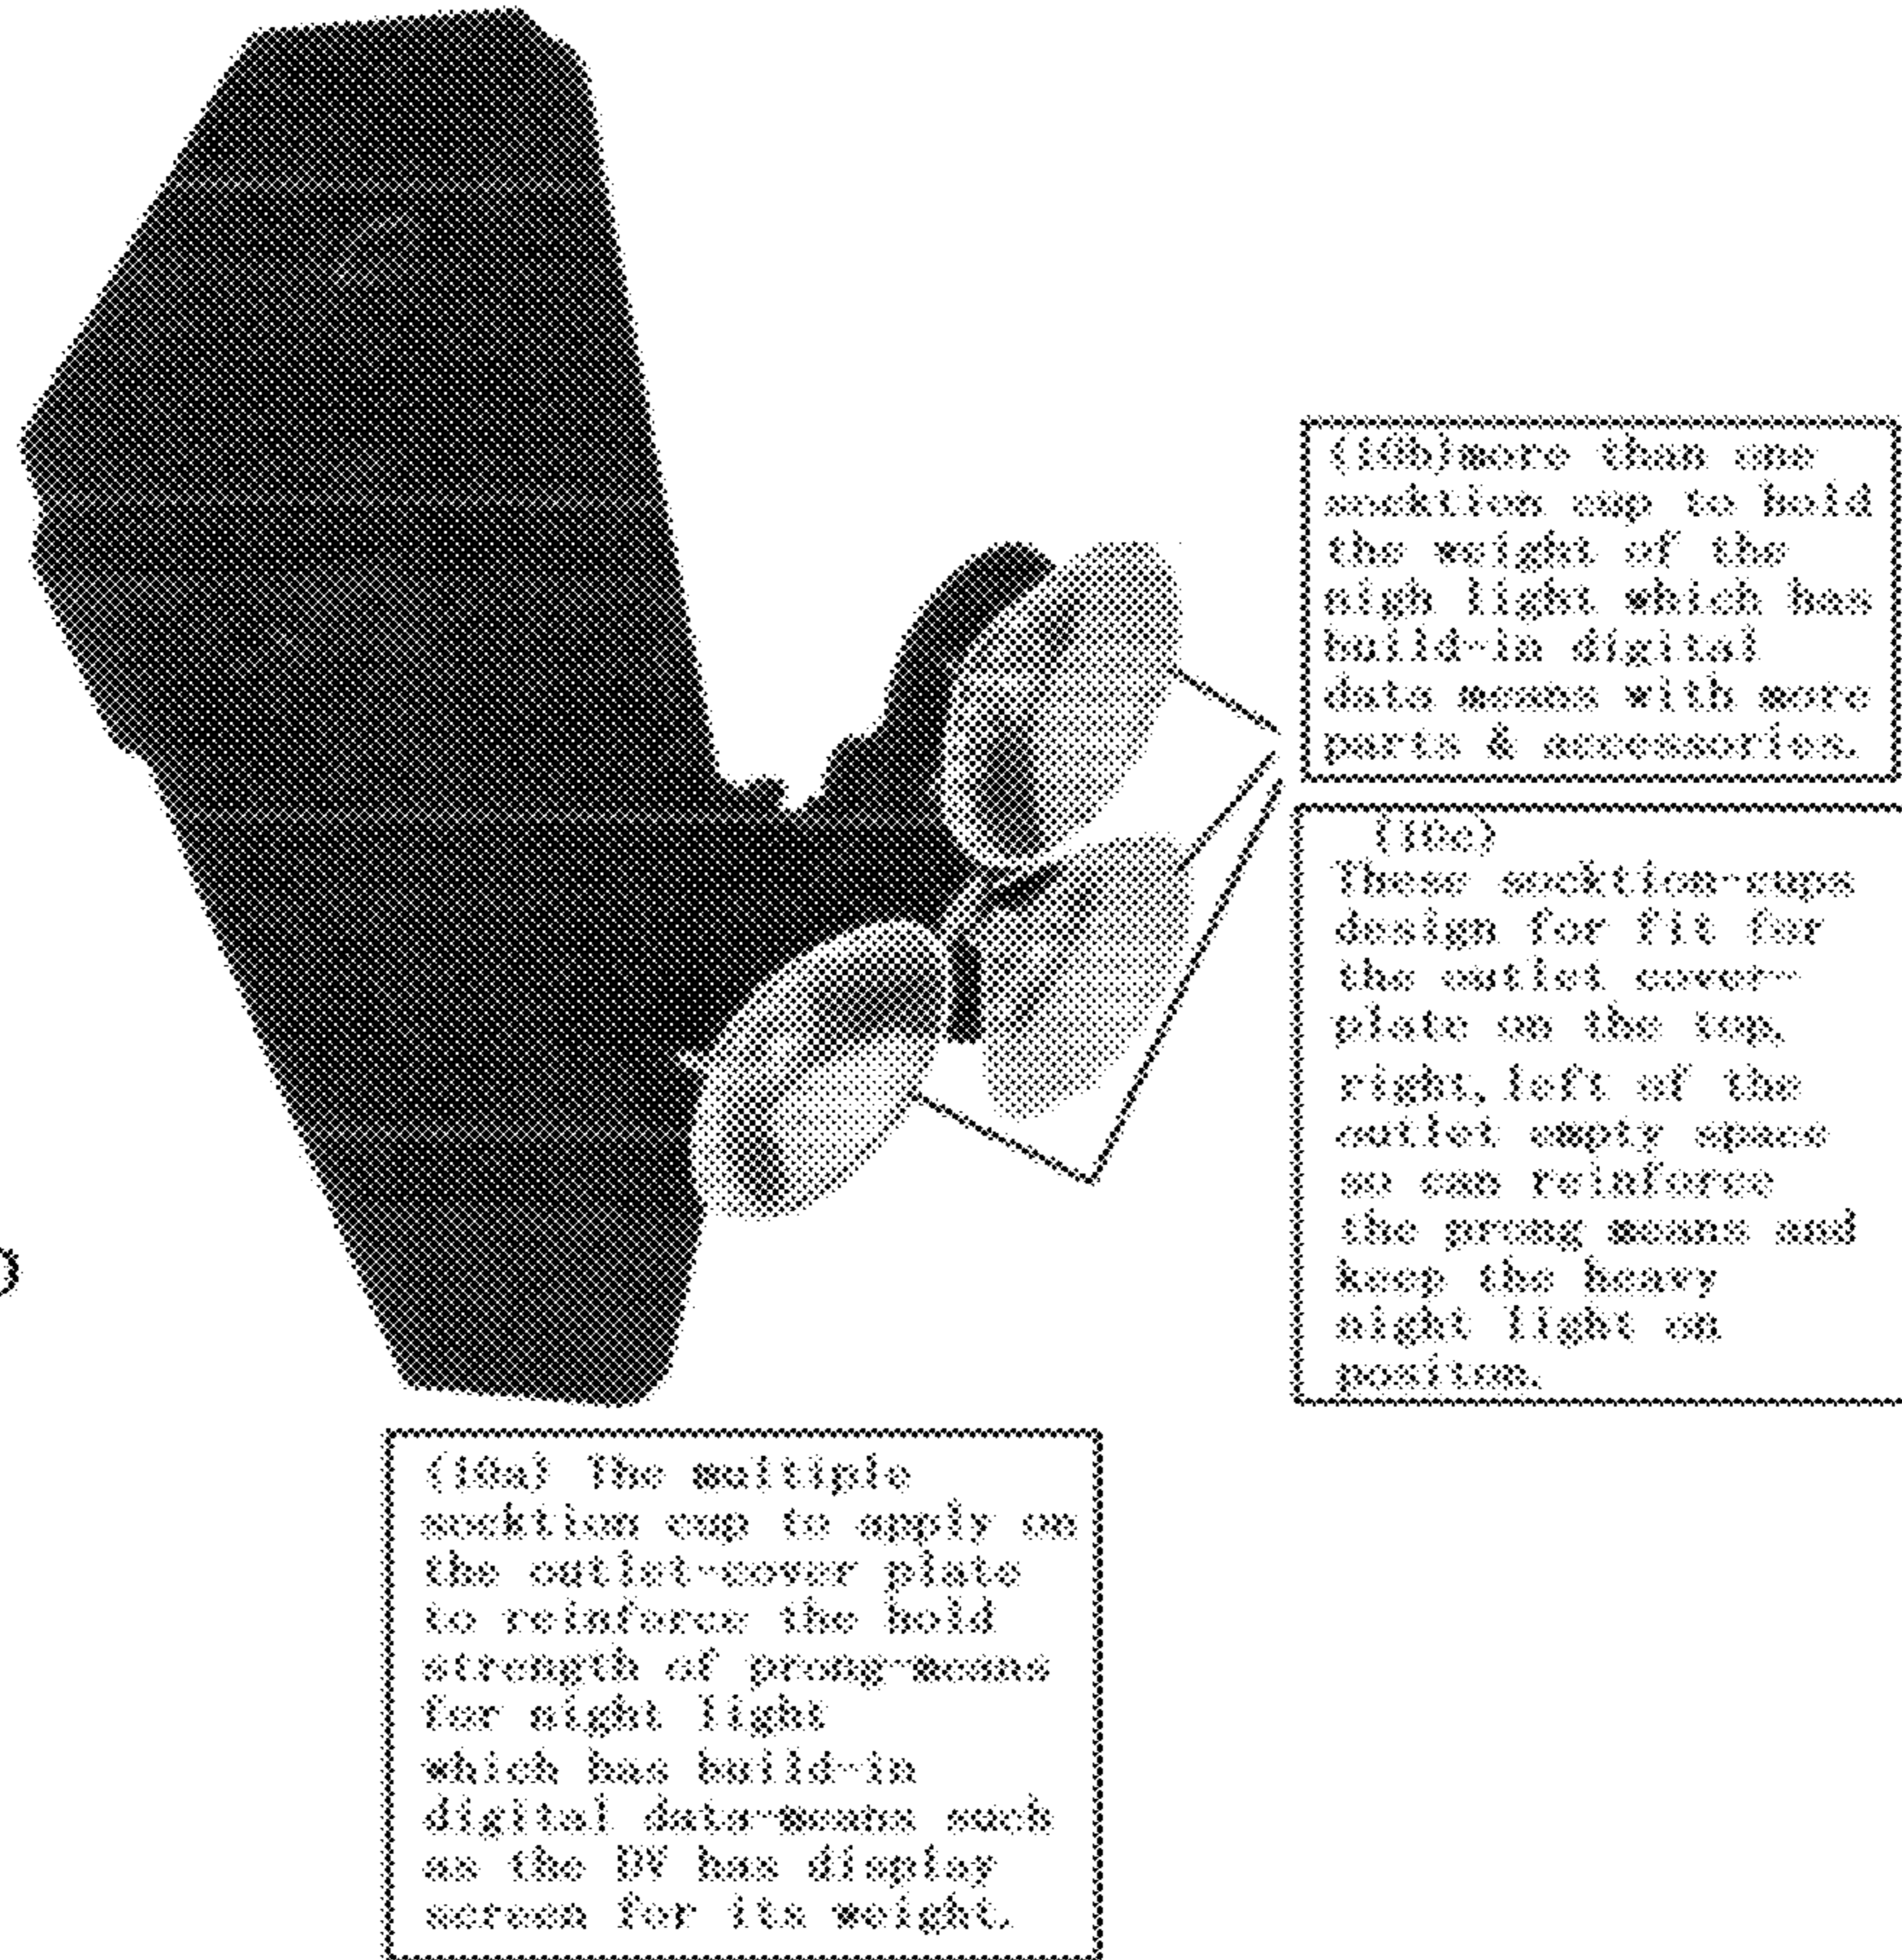 (10b)more than one
sucktion cup to hold
the weight of the
nigh light which has
build-in digital
data means with more
parts & accessories.
(10c)
These sucktion-cups
design for fit for
the outlet cover-
plate on the top,
right, left of the
outlet empty space
so can reinforce
the prong means and
keep the heavy
night light on
positon.
(10a) The multiple
sucktion cup to apply on
the outlet-cover plate
to reinforce the hold
strength of prong-means
for night light
which has build-in
digital data-means such
as the DV has display
screen for its weight.